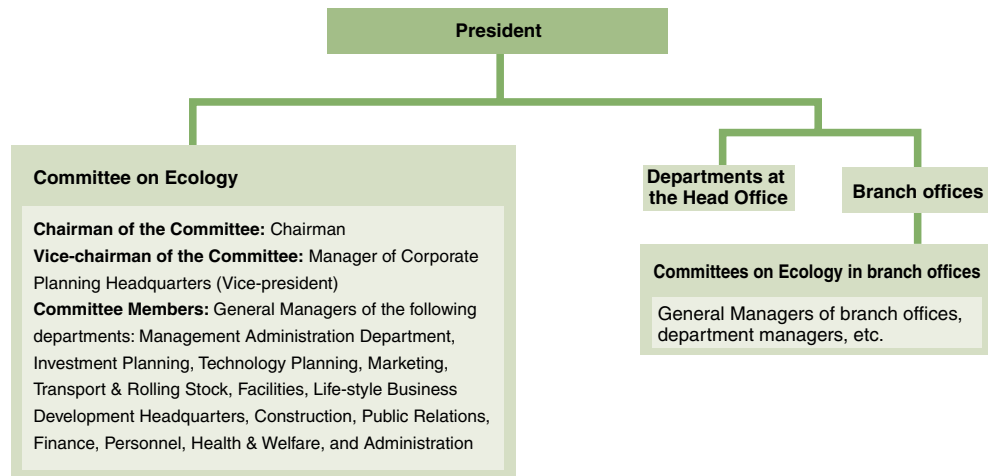 President
Committee on Ecology
Chairman of the Committee: Chairman
Vice-chairman of the Committee: Manager of Corporate
Planning Headquarters (Vice-president)
Committee Members: General Managers of the following
departments: Management Administration Department,
Investment Planning, Technology Planning, Marketing,
Transport & Rolling Stock, Facilities, Life-style Business
Development Headquarters, Construction, Public Relations,
Finance, Personnel, Health & Welfare, and Administration
Departments at
the Head Office
Branch offices
Committees on Ecology in branch offices
General Managers of branch offices,
department managers, etc.